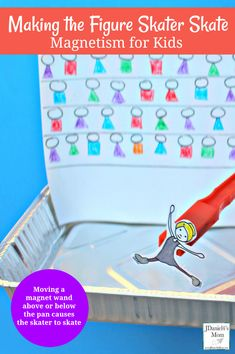 Making the Figure Skater Skate
Magnetism for Kids
Moving a
magnet wand
above or below
the pan causes
the skater to skate
JDaniel4's
Mom